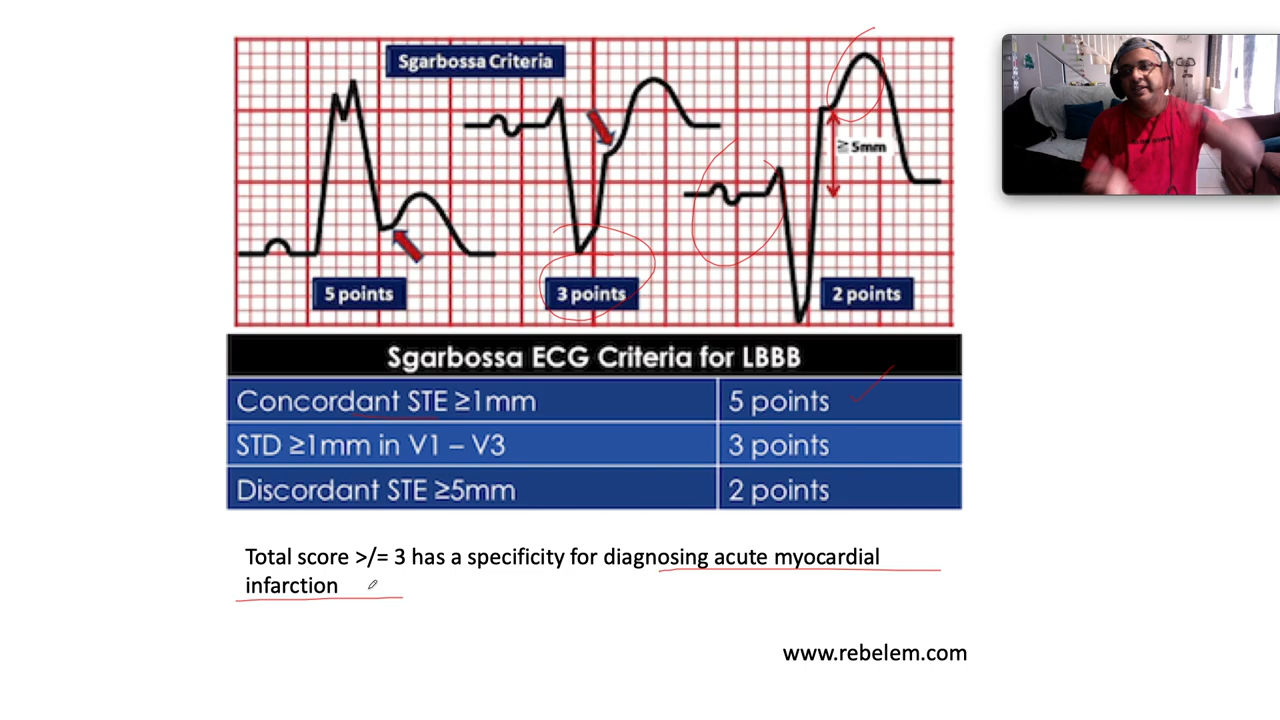 Sgarbossa Criteria
≥ 5mm
5 points
3 points
2 points
Sgarbossa ECG Criteria for LBBB
Concordant STE ≥1mm
5 points
STD ≥1mm in V1 – V3
3 points
Discordant STE ≥5mm
2 points
Total score >/= 3 has a specificity for diagnosing acute myocardial
infarction
www.rebelem.com